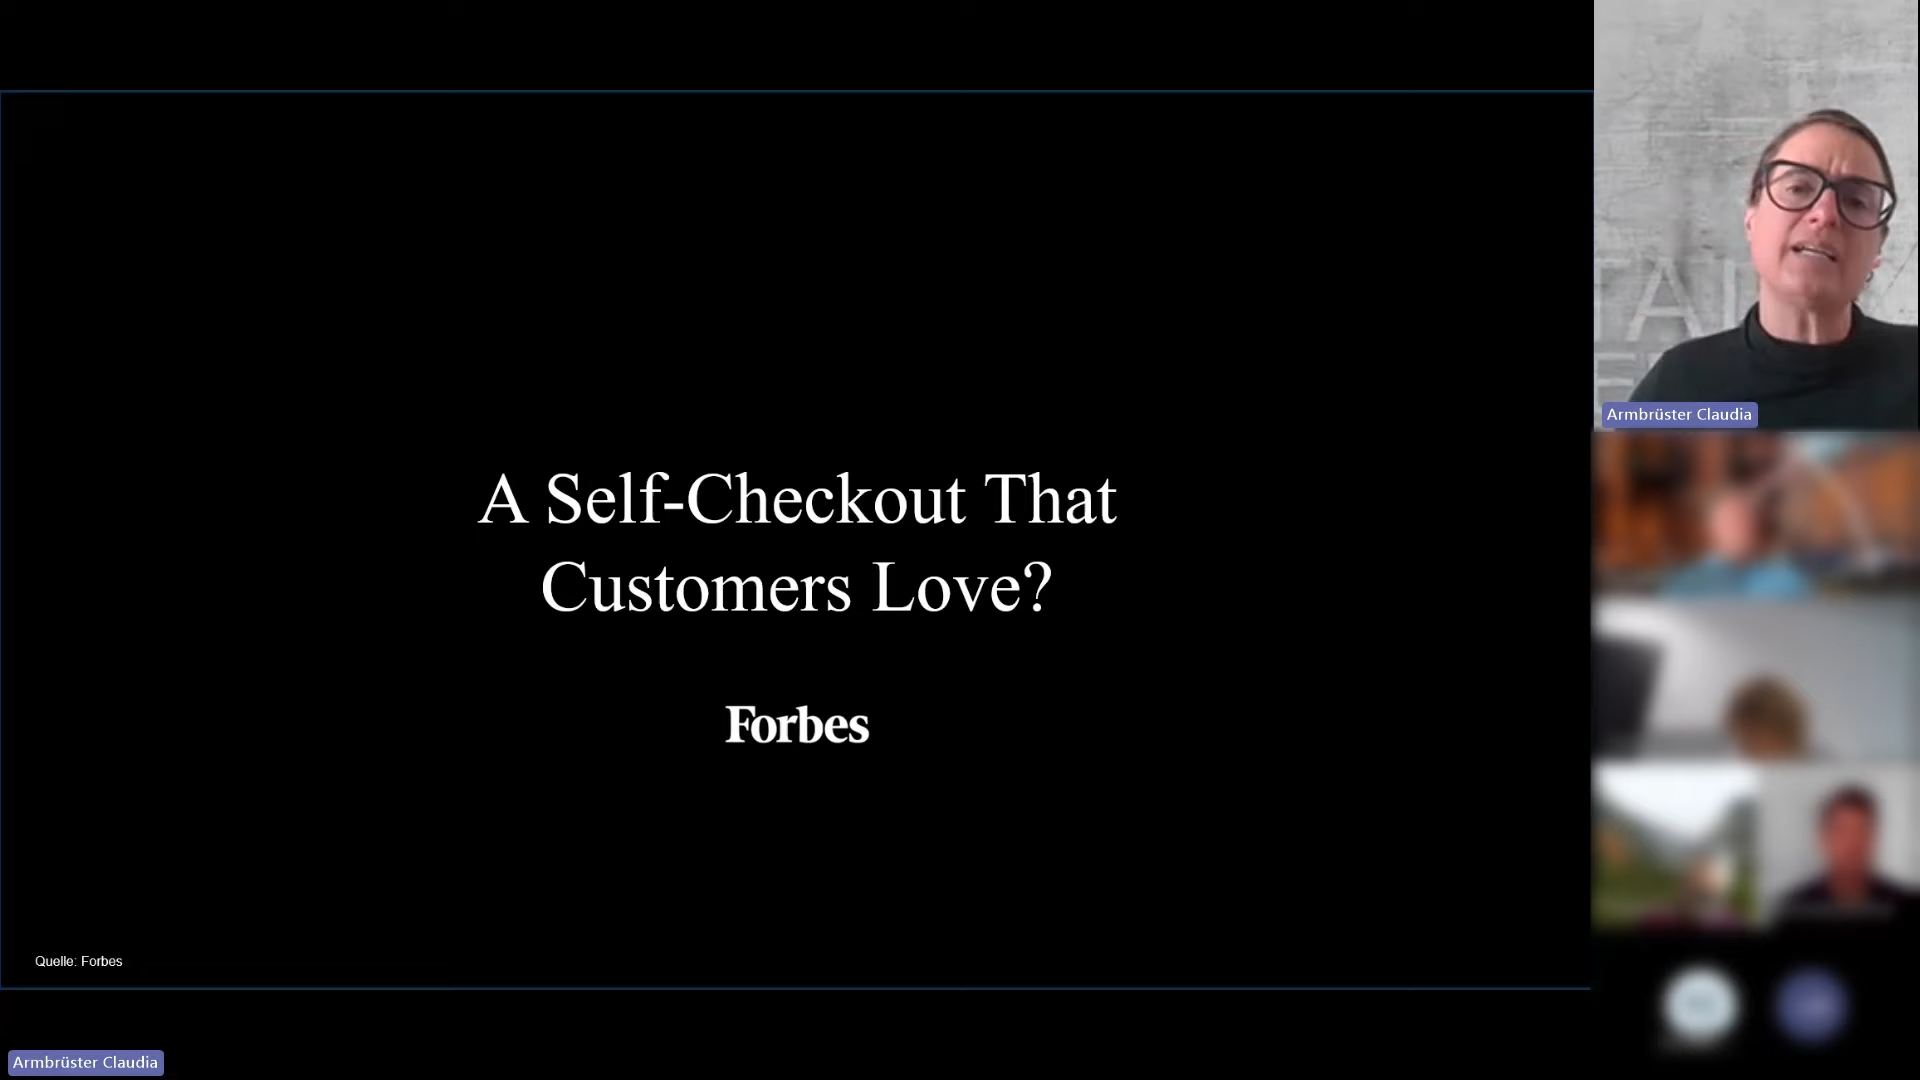 A Self-Checkout That
Customers Love?
Forbes
Quelle: Forbes
Armbrüster Claudia
Armbrüster Claudia